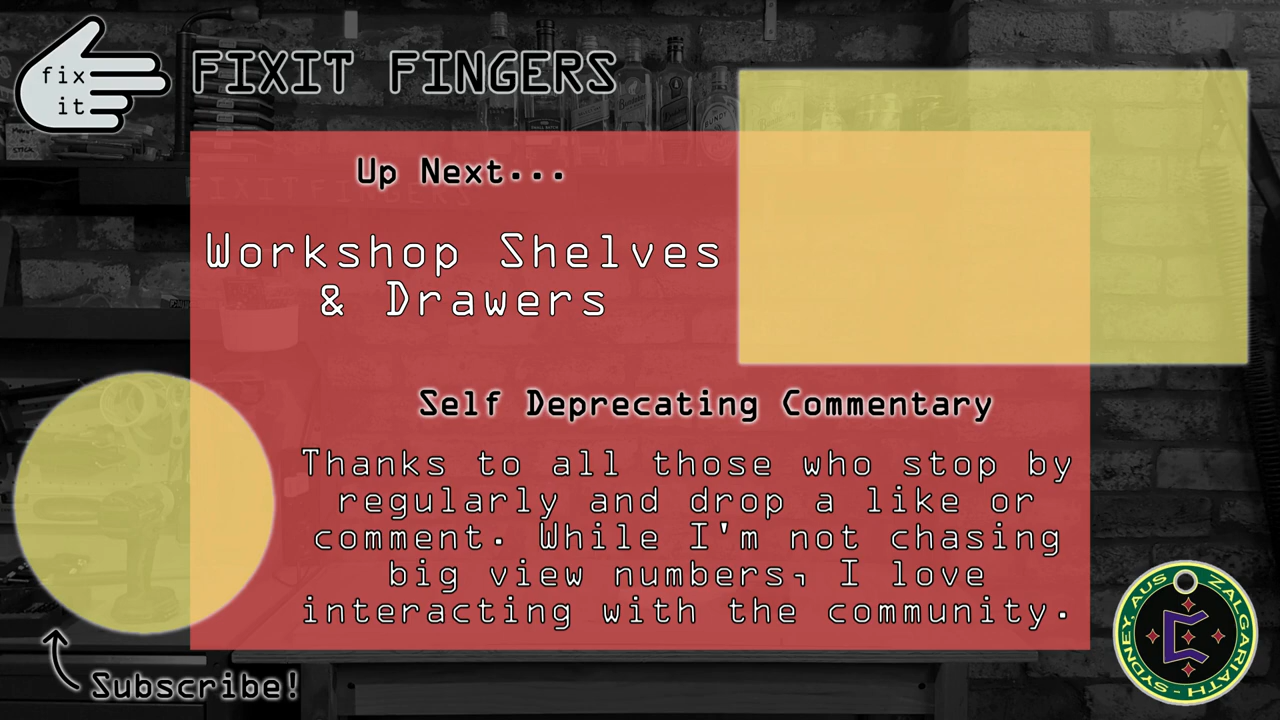 fix
it
FIXIT FINGERS
Up Next...
Workshop Shelves
& Drawers
Self Deprecating Commentary
Thanks to all those who stop by
regularly and drop a like or
comment. While I'm not chasing
big view numbers, I love
interacting with the community.
Subscribe!
SYDNEY, AUS
ZALGARIATH
FIXITFINGERS
BUNDY